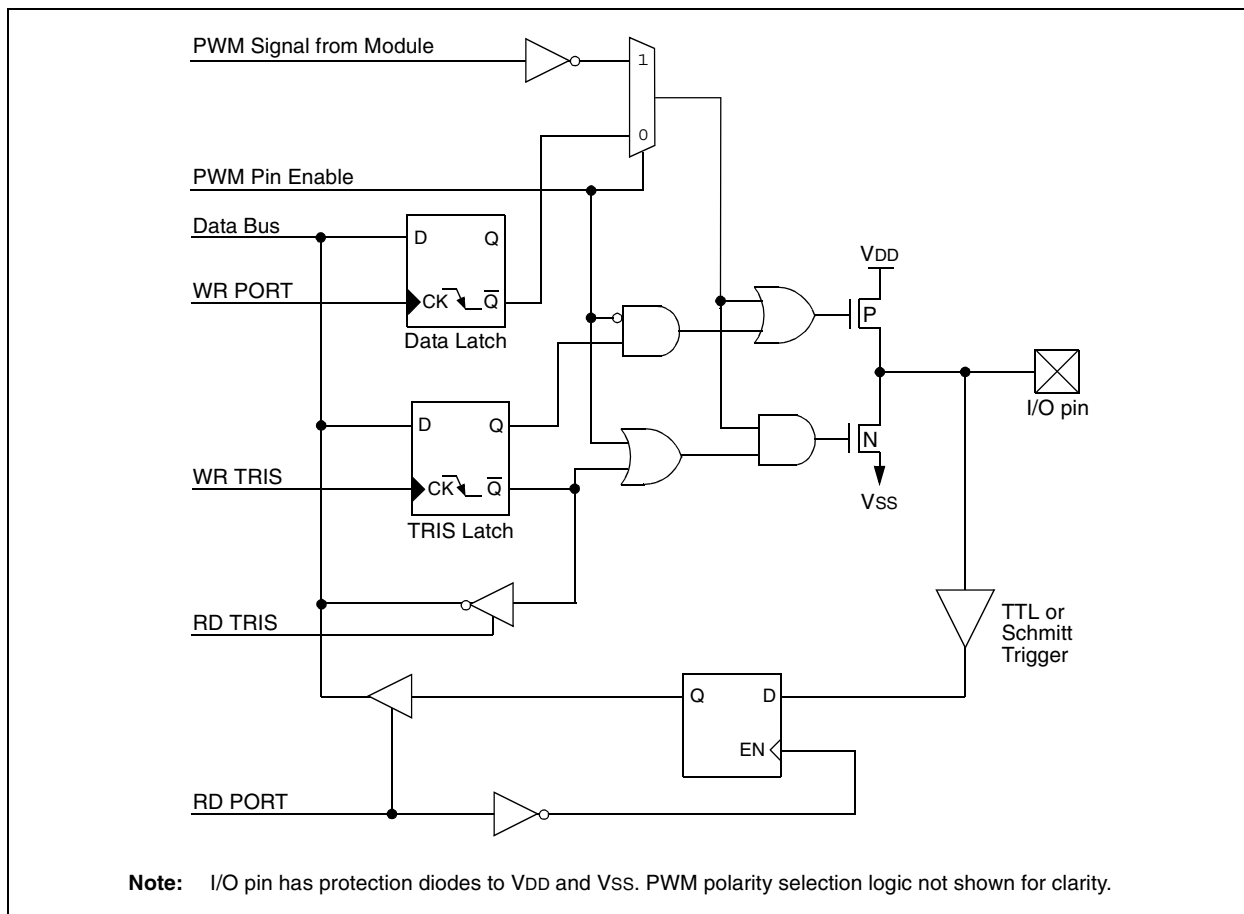 PWM Signal from Module
1
0
PWM Pin Enable
Data Bus
D
Q
WR PORT
CK
Q̅
Data Latch
VDD
P
I/O pin
D
Q
N
WR TRIS
CK
Q̅
VSS
TRIS Latch
RD TRIS
TTL or
Schmitt
Trigger
Q
D
EN
RD PORT
Note: I/O pin has protection diodes to VDD and VSS. PWM polarity selection logic not shown for clarity.